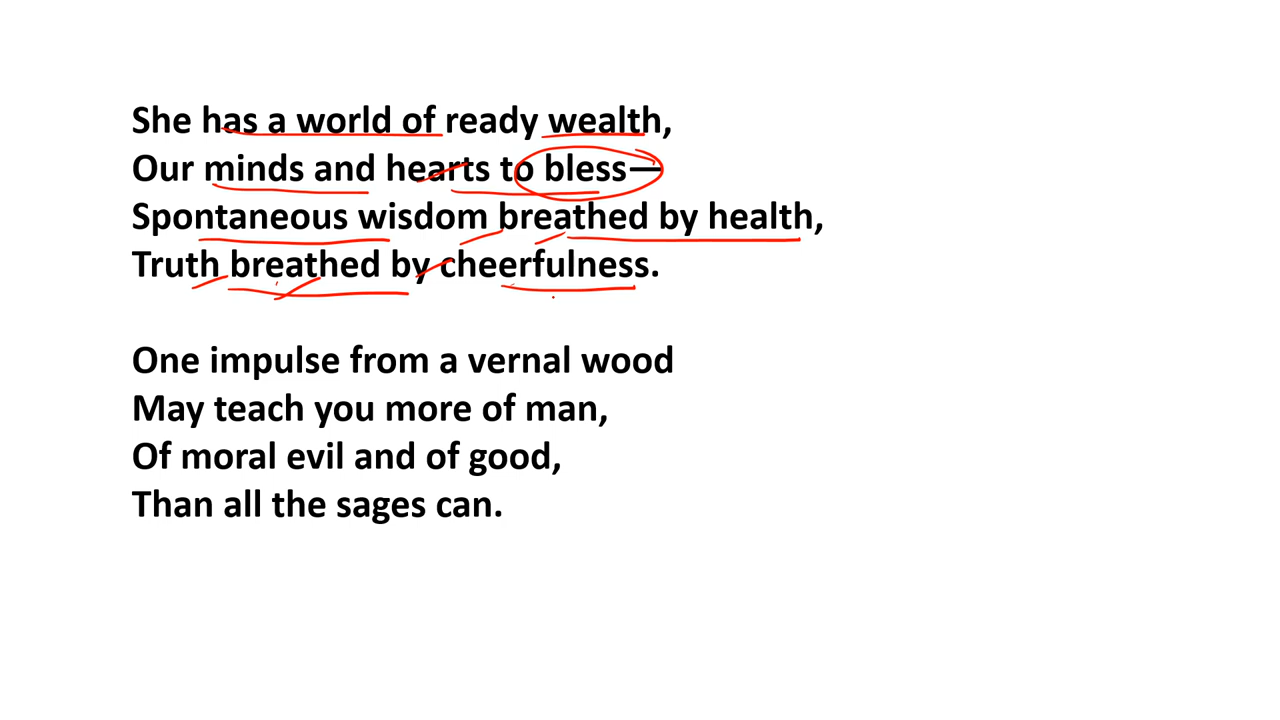 She has a world of ready wealth,
Our minds and hearts to bless—
Spontaneous wisdom breathed by health,
Truth breathed by cheerfulness.
One impulse from a vernal wood
May teach you more of man,
Of moral evil and of good,
Than all the sages can.